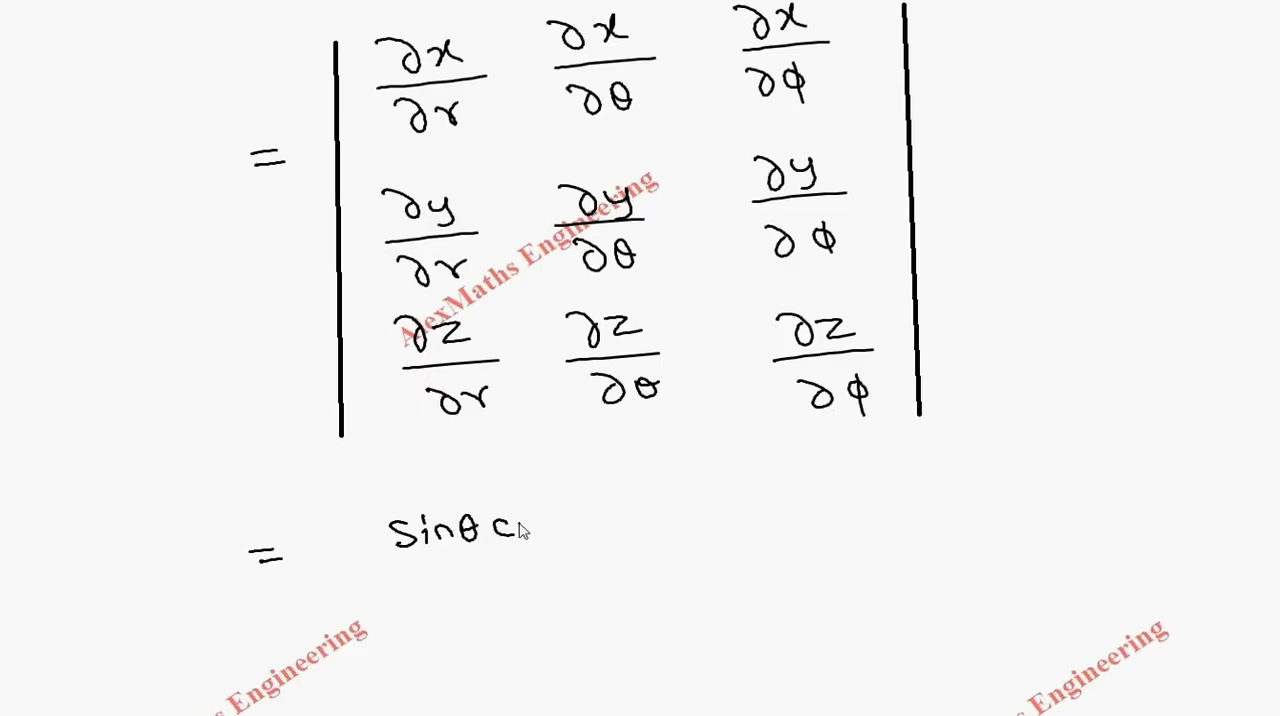 ∂x/∂r ∂x/∂θ ∂x/∂ϕ
= ∂y/∂r ∂y/∂θ ∂y/∂ϕ
∂z/∂r ∂z/∂θ ∂z/∂ϕ
AlexMaths Engineering
= sinθ c
Engineering
Engineering